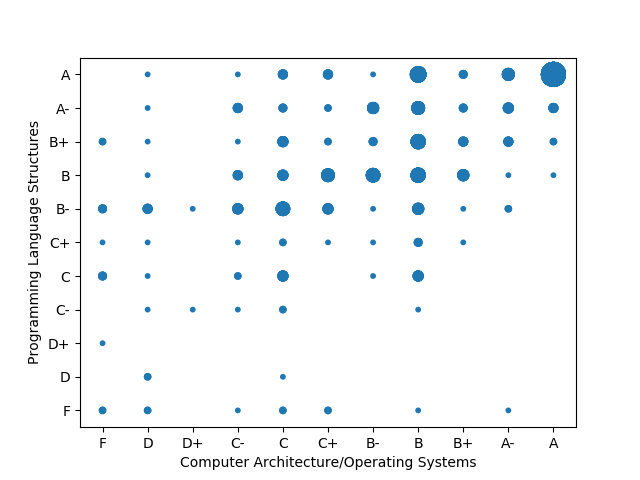 Programming Language Structures
A
A-
B+
B
B-
C+
C
C-
D+
D
F
F D D+ C- C C+ B- B B+ A- A
Computer Architecture/Operating Systems